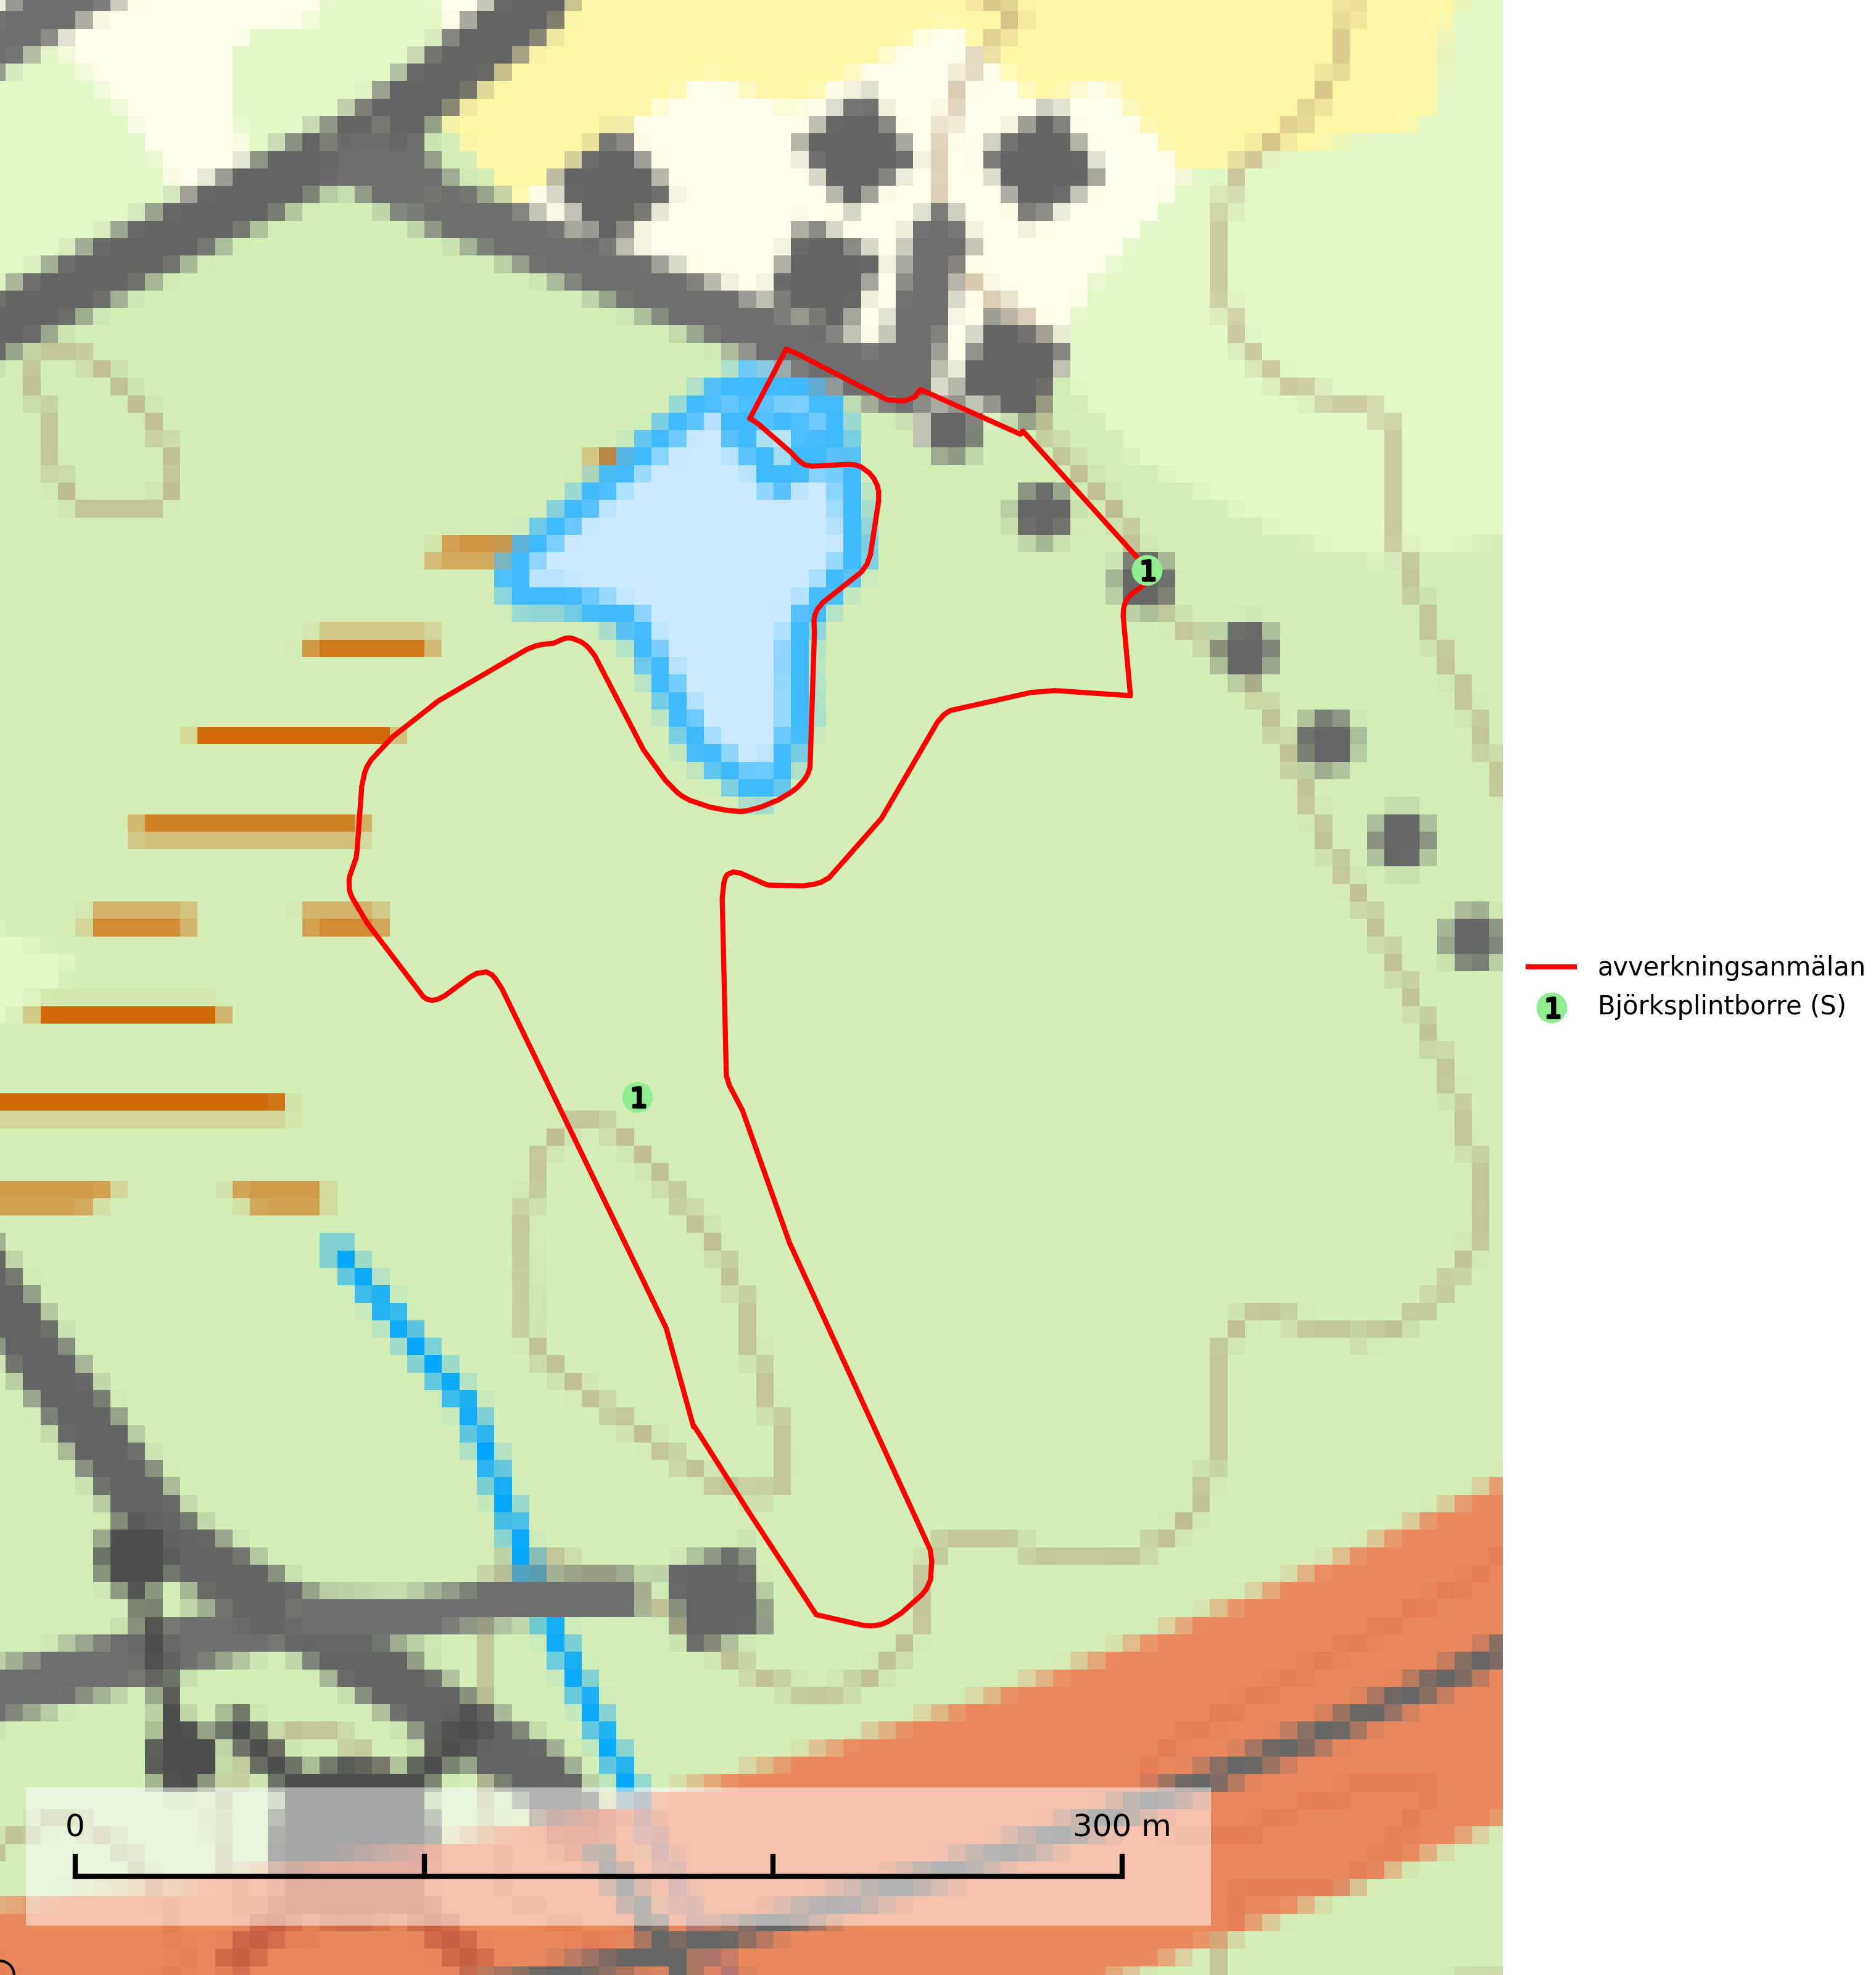 1
1
avverkningsanmälan
1 Björksplintborre (S)
0 300 m